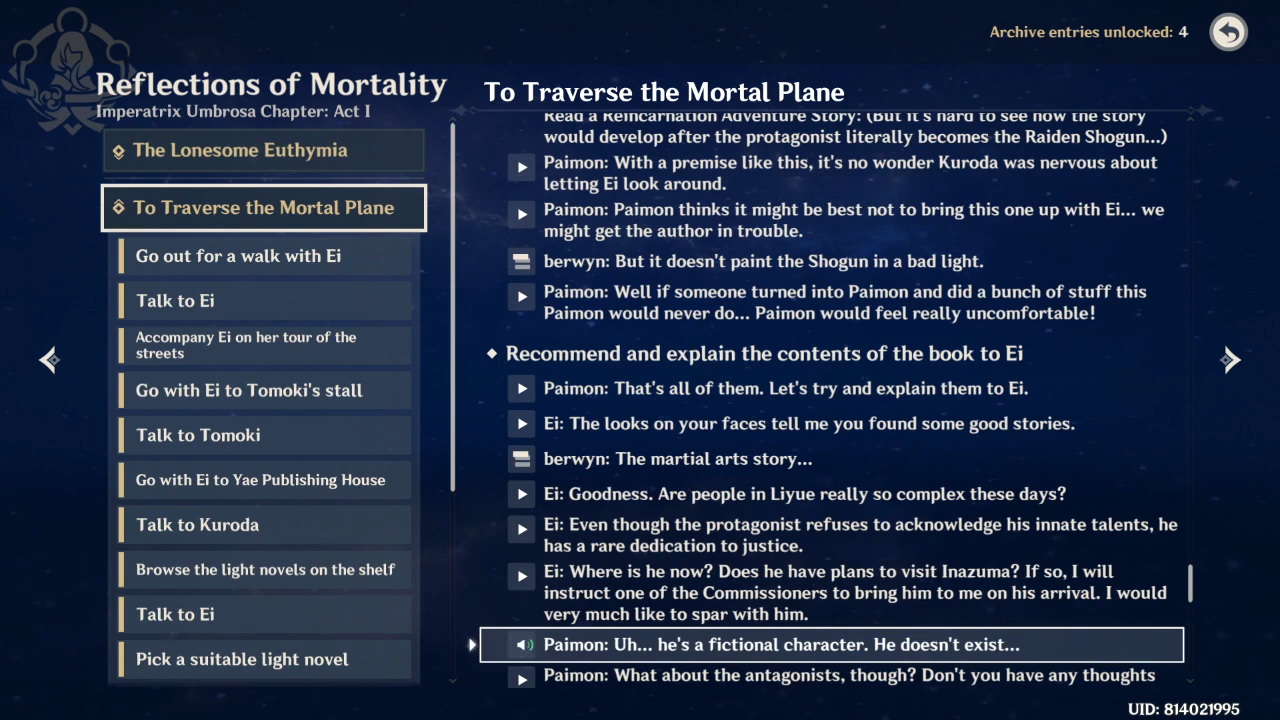 Archive entries unlocked: 4
Reflections of Mortality
Imperatrix Umbrosa Chapter: Act I
The Lonesome Euthymia
To Traverse the Mortal Plane
Go out for a walk with Ei
Talk to Ei
Accompany Ei on her tour of the
streets
Go with Ei to Tomoki's stall
Talk to Tomoki
Go with Ei to Yae Publishing House
Talk to Kuroda
Browse the light novels on the shelf
Talk to Ei
Pick a suitable light novel
To Traverse the Mortal Plane
Read a Reincarnation Adventure Story: (But it's hard to see how the story
would develop after the protagonist literally becomes the Raiden Shogun...)
Paimon: With a premise like this, it's no wonder Kuroda was nervous about
letting Ei look around.
Paimon: Paimon thinks it might be best not to bring this one up with Ei... we
might get the author in trouble.
berwyn: But it doesn't paint the Shogun in a bad light.
Paimon: Well if someone turned into Paimon and did a bunch of stuff this
Paimon would never do... Paimon would feel really uncomfortable!
Recommend and explain the contents of the book to Ei
Paimon: That's all of them. Let's try and explain them to Ei.
Ei: The looks on your faces tell me you found some good stories.
berwyn: The martial arts story...
Ei: Goodness. Are people in Liyue really so complex these days?
Ei: Even though the protagonist refuses to acknowledge his innate talents, he
has a rare dedication to justice.
Ei: Where is he now? Does he have plans to visit Inazuma? If so, I will
instruct one of the Commissioners to bring him to me on his arrival. I would
very much like to spar with him.
Paimon: Uh... he's a fictional character. He doesn't exist...
Paimon: What about the antagonists, though? Don't you have any thoughts
UID: 814021995